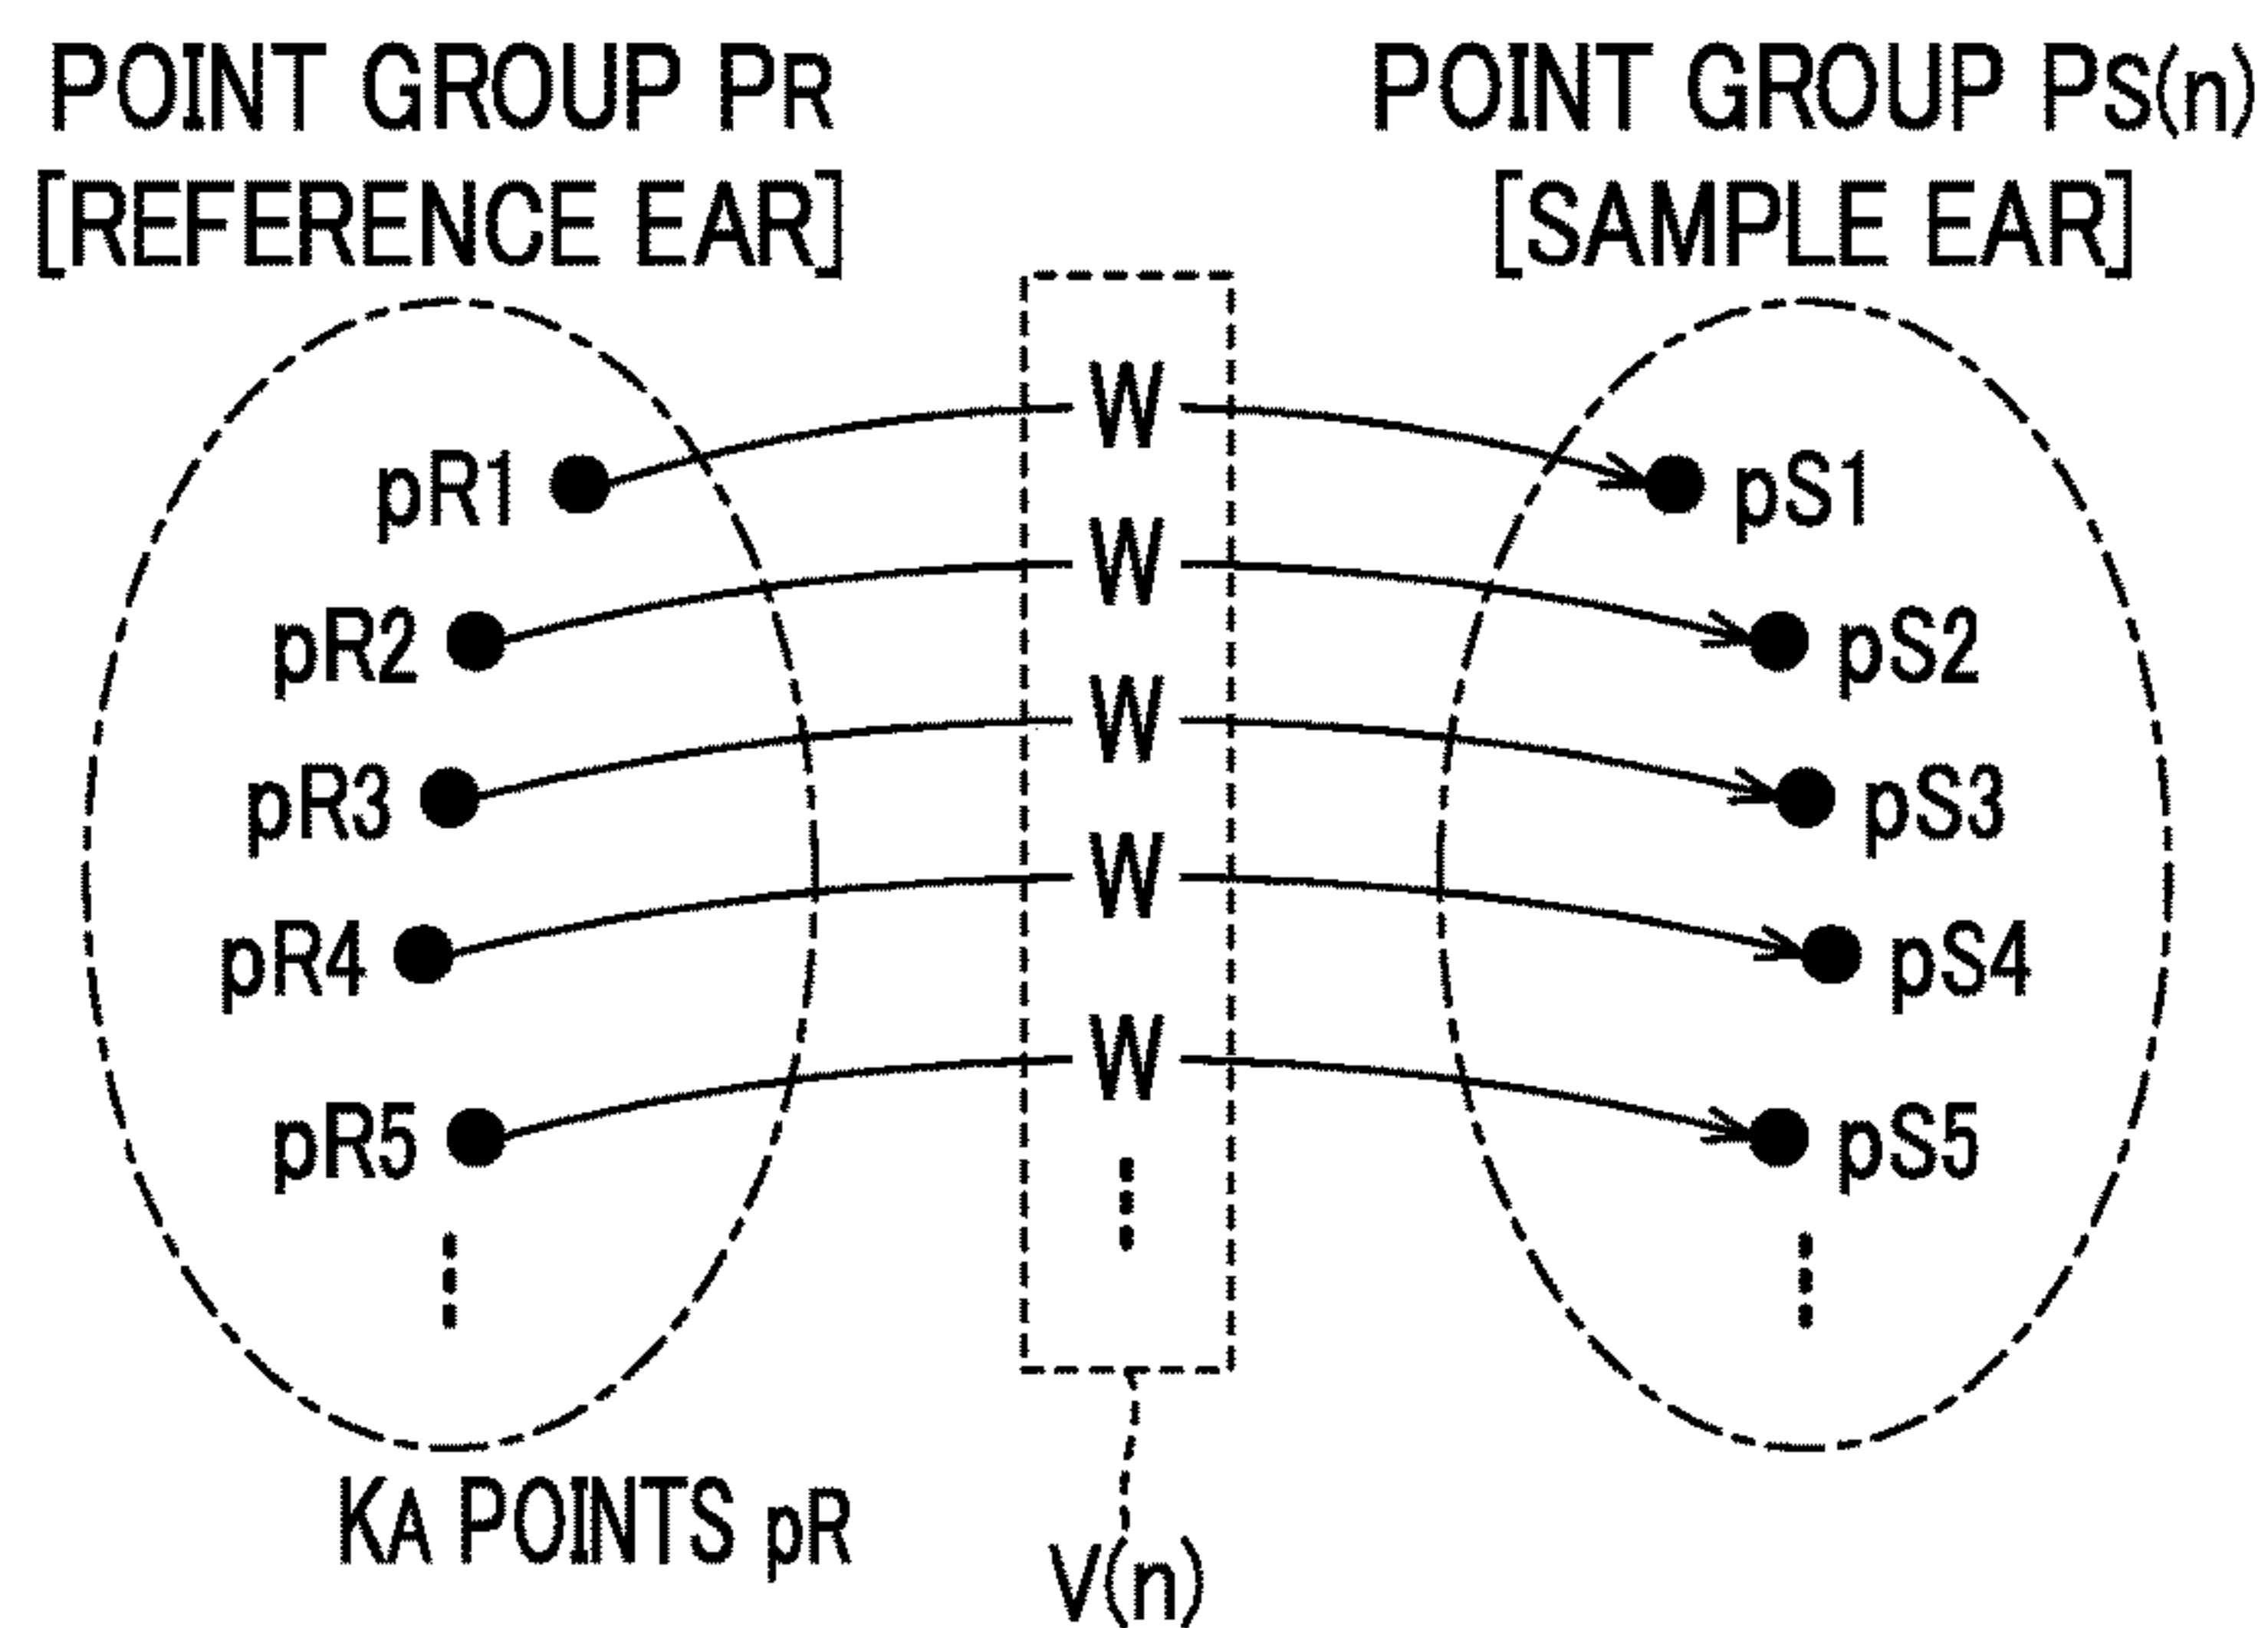 POINT GROUP PR
[REFERENCE EAR]
POINT GROUP PS(n)
[SAMPLE EAR]
pR1 W pS1
pR2 W pS2
pR3 W pS3
pR4 W pS4
pR5 W pS5
KA POINTS pR
V(n)